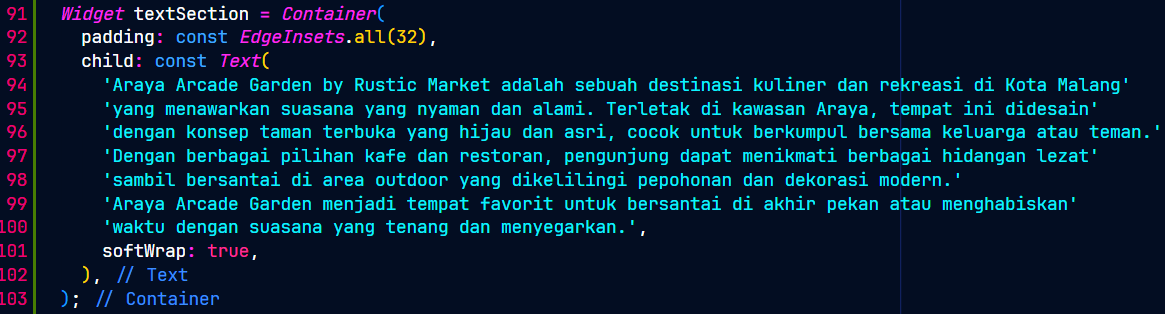 91 Widget textSection = Container(
92 padding: const EdgeInsets.all(32),
93 child: const Text(
94 'Araya Arcade Garden by Rustic Market adalah sebuah destinasi kuliner dan rekreasi di Kota Malang'
95 'yang menawarkan suasana yang nyaman dan alami. Terletak di kawasan Araya, tempat ini didesain'
96 'dengan konsep taman terbuka yang hijau dan asri, cocok untuk berkumpul bersama keluarga atau teman.'
97 'Dengan berbagai pilihan kafe dan restoran, pengunjung dapat menikmati berbagai hidangan lezat'
98 'sambil bersantai di area outdoor yang dikelilingi pepohonan dan dekorasi modern.'
99 'Araya Arcade Garden menjadi tempat favorit untuk bersantai di akhir pekan atau menghabiskan'
100 'waktu dengan suasana yang tenang dan menyegarkan.',
101 softWrap: true,
102 ), // Text
103 ); // Container